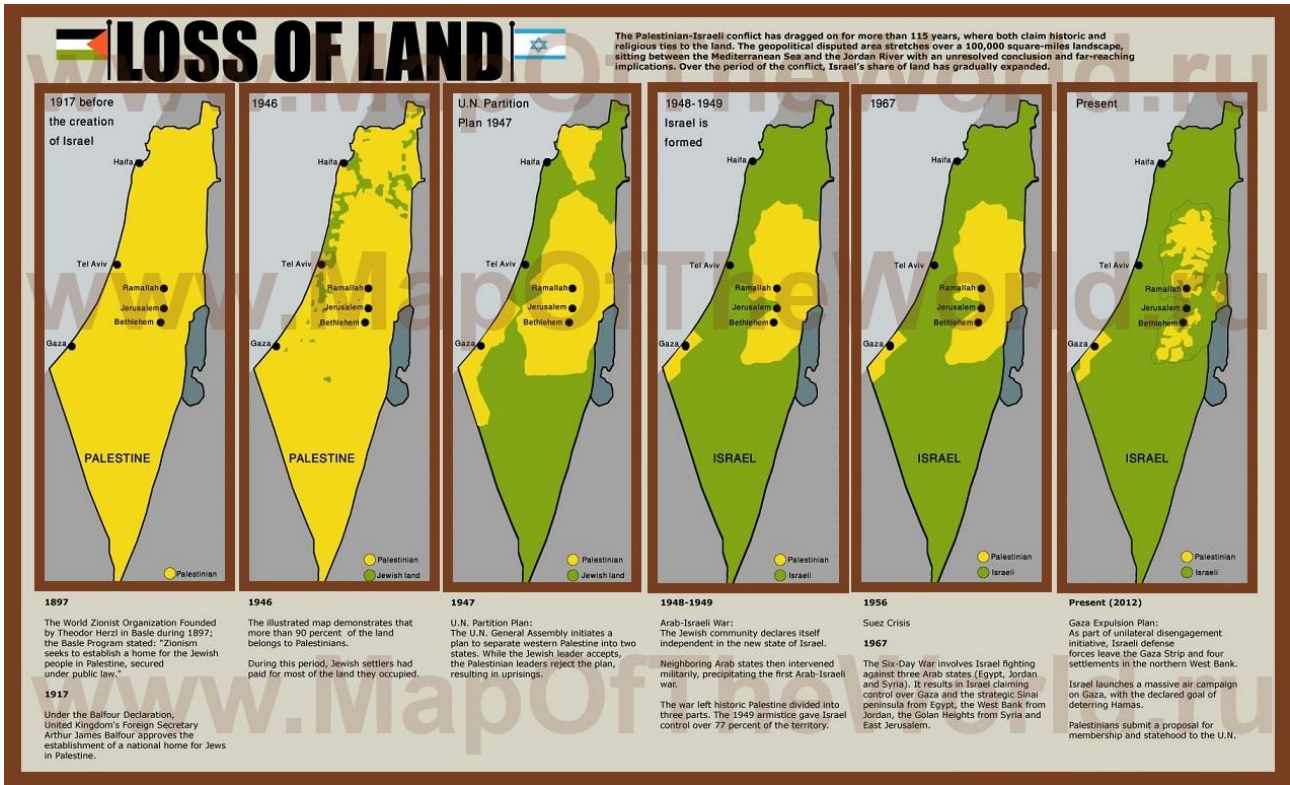 LOSS OF LAND
The Palestinian-Israeli conflict has dragged on for more than 115 years, where both claim historic and
religious ties to the land. The geopolitical disputed area stretches over a 100,000 square-miles landscape,
sitting between the Mediterranean Sea and the Jordan River with an unresolved conclusion and far-reaching
implications. Over the period of the conflict, Israel's share of land has gradually expanded.
www.MapOfTheWorld.ru
www.MapOfTheWorld.ru
www.MapOfTheWorld.ru
1917 before
the creation
of Israel
Haifa
Tel Aviv
Ramallah
Jerusalem
Bethlehem
Gaza
PALESTINE
Palestinian
1946
Haifa
Tel Aviv
Ramallah
Jerusalem
Bethlehem
Gaza
PALESTINE
Palestinian
Jewish land
U.N. Partition
Plan 1947
Haifa
Tel Aviv
Ramallah
Jerusalem
Bethlehem
Gaza
Palestinian
Jewish land
1948-1949
Israel is
formed
Haifa
Tel Aviv
Ramallah
Jerusalem
Bethlehem
Gaza
ISRAEL
Palestinian
Israeli
1967
Haifa
Tel Aviv
Ramallah
Jerusalem
Bethlehem
Gaza
ISRAEL
Palestinian
Israeli
Present
Haifa
Tel Aviv
Ramallah
Jerusalem
Bethlehem
Gaza
ISRAEL
Palestinian
Israeli
1897
The World Zionist Organization Founded
by Theodor Herzl in Basle during 1897;
the Basle Program stated: "Zionism
seeks to establish a home for the Jewish
people in Palestine, secured
under public law."
1917
Under the Balfour Declaration,
United Kingdom's Foreign Secretary
Arthur James Balfour approves the
establishment of a national home for Jews
in Palestine.
1946
The illustrated map demonstrates that
more than 90 percent of the land
belongs to Palestinians.
During this period, Jewish settlers had
paid for most of the land they occupied.
1947
U.N. Partition Plan:
The U.N. General Assembly initiates a
plan to separate western Palestine into two
states. While the Jewish leader accepts,
the Palestinian leaders reject the plan,
resulting in uprisings.
1948-1949
Arab-Israeli War:
The Jewish community declares itself
independent in the new state of Israel.
Neighboring Arab states then intervened
militarily, precipitating the first Arab-Israeli
war.
The war left historic Palestine divided into
three parts. The 1949 armistice gave Israel
control over 77 percent of the territory.
1956
Suez Crisis
1967
The Six-Day War involves Israel fighting
against three Arab states (Egypt, Jordan
and Syria). It results in Israel claiming
control over Gaza and the strategic Sinai
peninsula from Egypt, the West Bank from
Jordan, the Golan Heights from Syria and
East Jerusalem.
Present (2012)
Gaza Expulsion Plan:
As part of unilateral disengagement
initiative, Israeli defense
forces leave the Gaza Strip and four
settlements in the northern West Bank.
Israel launches a massive air campaign
on Gaza, with the declared goal of
deterring Hamas.
Palestinians submit a proposal for
membership and statehood to the U.N.